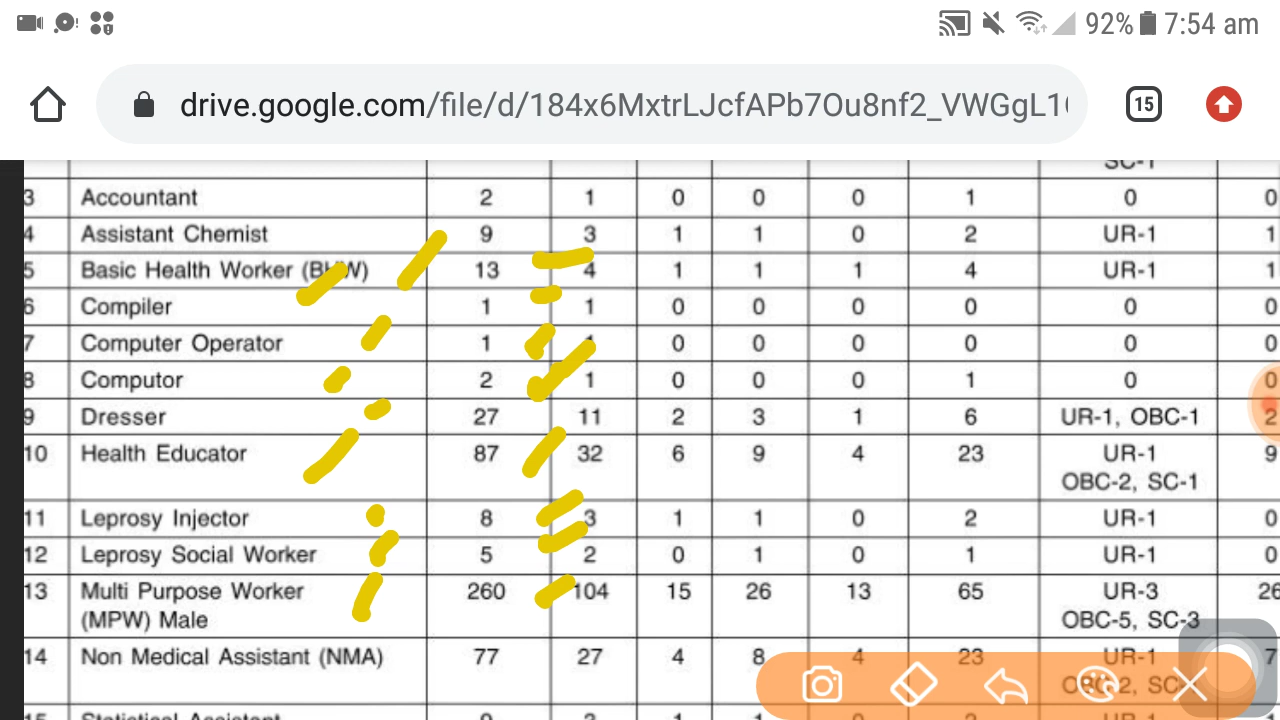 92% 7:54 am
drive.google.com/file/d/184x6MxtrLJcfAPb7Ou8nf2_VWGgL1
15
SC-1
3 Accountant 2 1 0 0 0 1 0 0
4 Assistant Chemist 9 3 1 1 0 2 UR-1 1
5 Basic Health Worker (BHW) 13 4 1 1 1 4 UR-1 1
6 Compiler 1 1 0 0 0 0 0 0
7 Computer Operator 1 1 0 0 0 0 0 0
8 Computor 2 1 0 0 0 1 0 0
9 Dresser 27 11 2 3 1 6 UR-1, OBC-1 2
10 Health Educator 87 32 6 9 4 23 UR-1 9
OBC-2, SC-1
11 Leprosy Injector 8 3 1 1 0 2 UR-1 0
12 Leprosy Social Worker 5 2 0 1 0 1 UR-1 0
13 Multi Purpose Worker 260 104 15 26 13 65 UR-3 26
(MPW) Male OBC-5, SC-3
14 Non Medical Assistant (NMA) 77 27 4 8 4 23 UR-1 7
15 Statistical Assistant